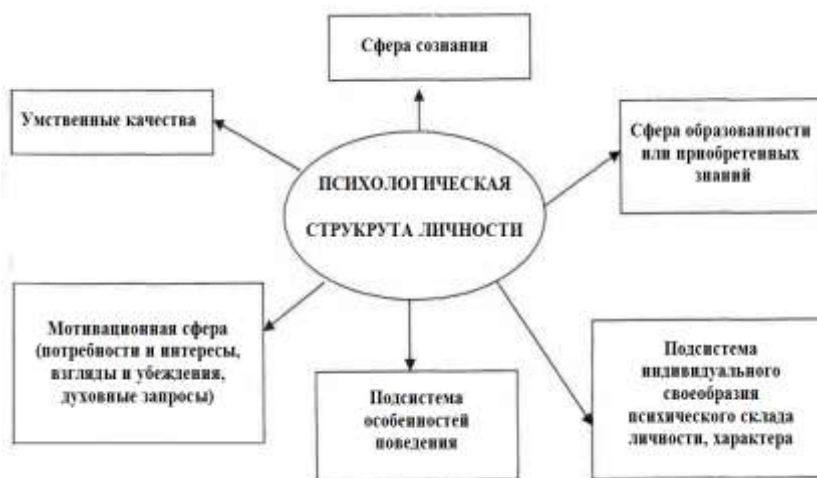 Сфера сознания
Умственные качества
Сфера образованности
или приобретенных
знаний
ПСИХОЛОГИЧЕСКАЯ
СТРУКРУТА ЛИЧНОСТИ
Мотивационная сфера
(потребности и интересы,
взгляды и убеждения,
духовные запросы)
Подсистема
особенностей
поведения
Подсистема
индивидуального
своеобразия
психического склада
личности, характера